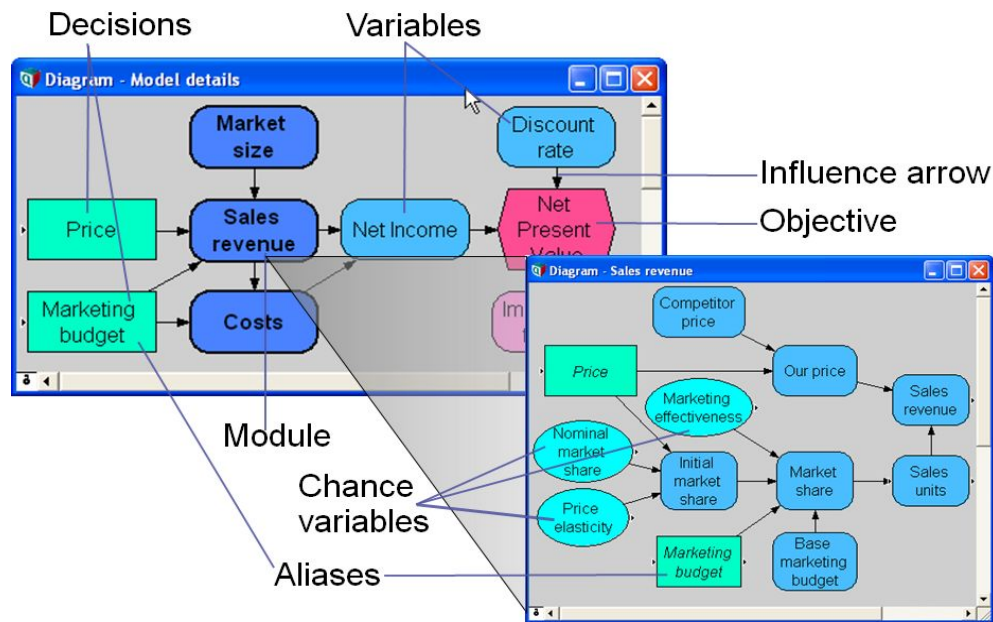 Decisions
Variables
Diagram - Model details
Market
size
Discount
rate
Influence arrow
Price
Sales
revenue
Net Income
Net
Present
Value
Objective
Marketing
budget
Costs
Im
Diagram - Sales revenue
Competitor
price
Price
Our price
Marketing
effectiveness
Sales
revenue
Nominal
market
share
Initial
market
share
Market
share
Sales
units
Price
elasticity
Marketing
budget
Base
marketing
budget
Module
Chance
variables
Aliases